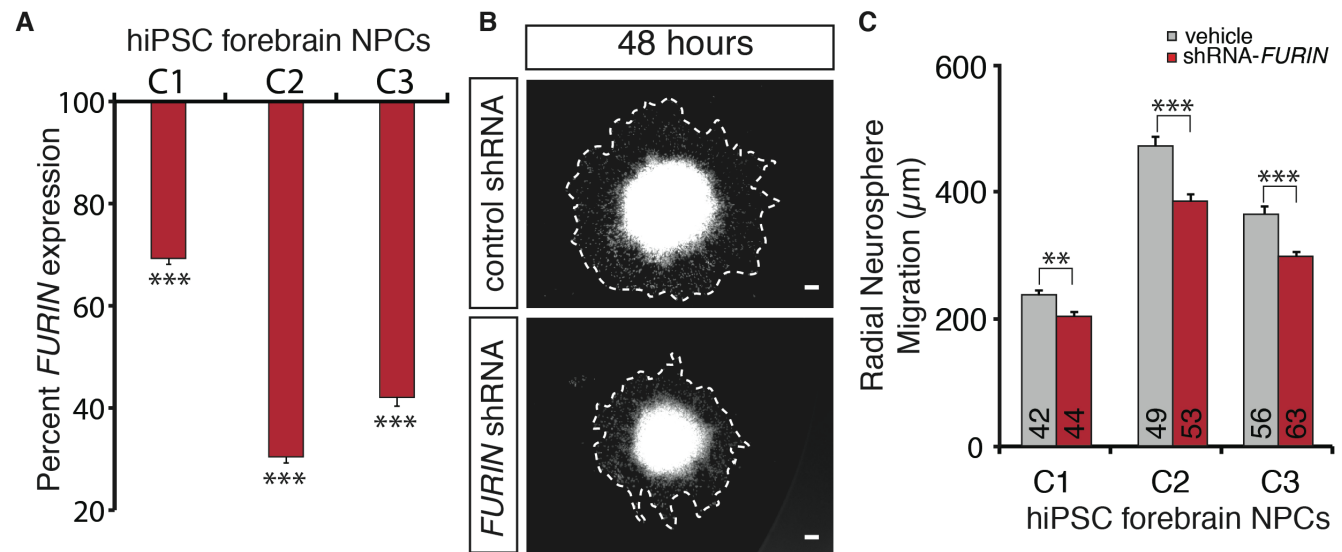 A
hiPSC forebrain NPCs
C1 C2 C3
100
80
60
40
20
Percent FURIN expression
***
***
***
B
48 hours
control shRNA
FURIN shRNA
C
vehicle
shRNA-FURIN
600
400
200
0
Radial Neurosphere
Migration (µm)
**
***
***
42 44 49 53 56 63
C1 C2 C3
hiPSC forebrain NPCs